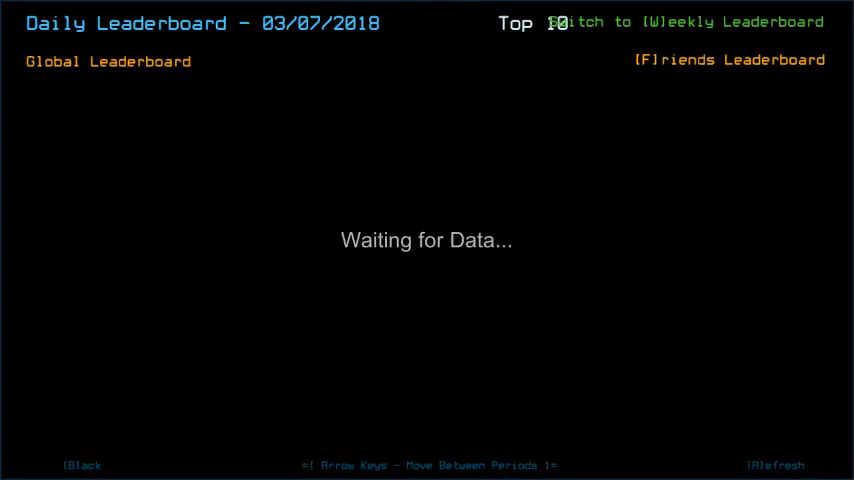 Daily Leaderboard - 03/07/2018
Top 10
Switch to [W]eekly Leaderboard
Global Leaderboard
[F]riends Leaderboard
Waiting for Data...
[B]ack
=[ Arrow Keys - Move Between Periods ]=
[R]efresh